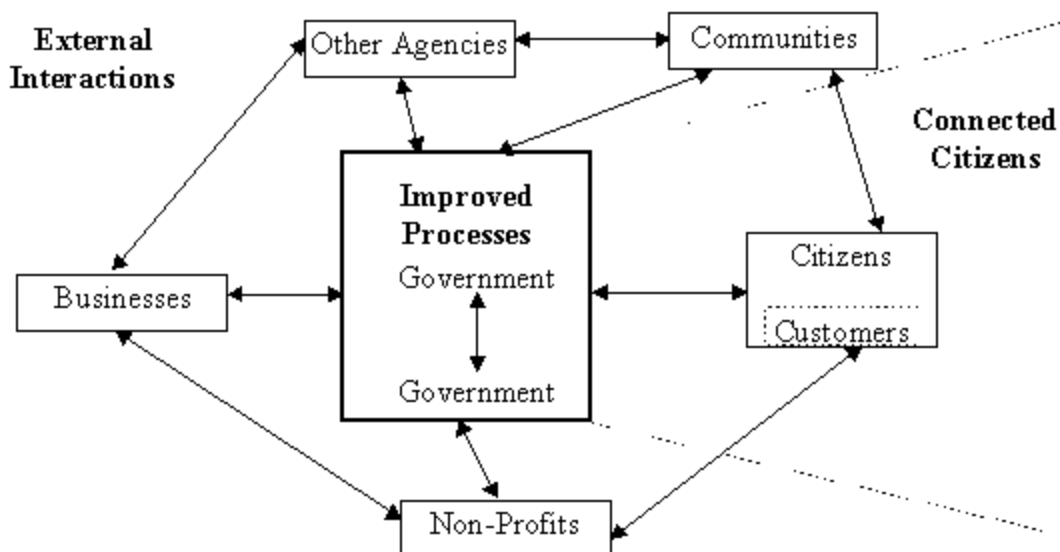 External
Interactions
Other Agencies
Communities
Connected
Citizens
Improved
Processes
Government
Government
Businesses
Citizens
Customers
Non-Profits